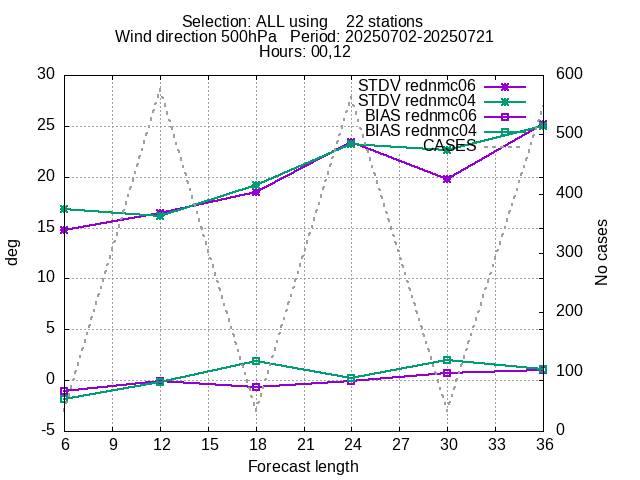 Selection: ALL using    22 stations
Wind direction 500hPa   Period: 20250702-20250721
Hours: 00,12
STDV rednmc06
STDV rednmc04
BIAS rednmc06
BIAS rednmc04
CASES
30
25
20
15
10
5
0
-5
deg
600
500
400
300
200
100
0
No cases
6 9 12 15 18 21 24 27 30 33 36
Forecast length